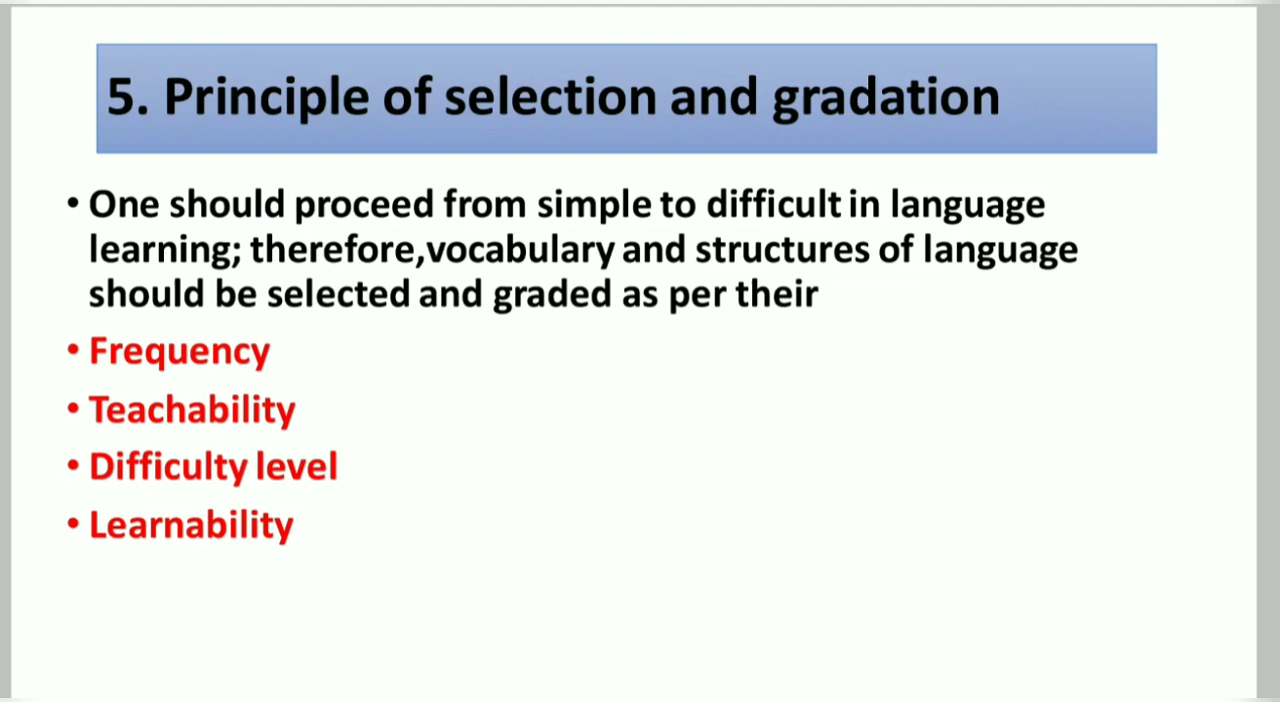 5. Principle of selection and gradation
• One should proceed from simple to difficult in language
learning; therefore,vocabulary and structures of language
should be selected and graded as per their
• Frequency
• Teachability
• Difficulty level
• Learnability